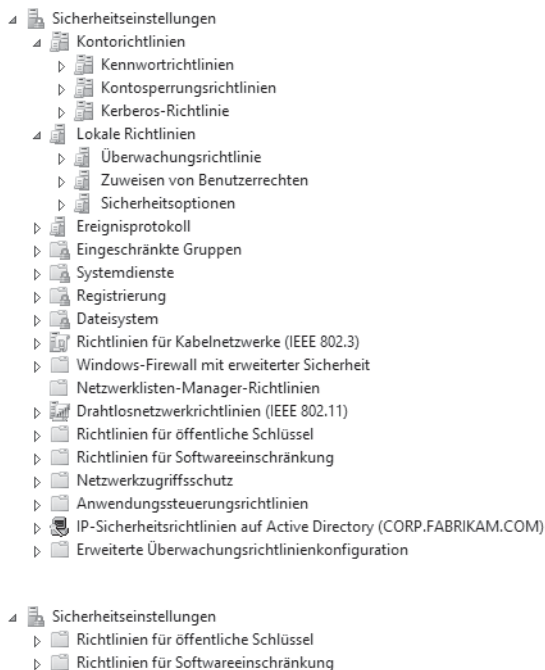 Sicherheitseinstellungen
Kontorichtlinien
Kennwortrichtlinien
Kontosperrungsrichtlinien
Kerberos-Richtlinie
Lokale Richtlinien
Überwachungsrichtlinie
Zuweisen von Benutzerrechten
Sicherheitsoptionen
Ereignisprotokoll
Eingeschränkte Gruppen
Systemdienste
Registrierung
Dateisystem
Richtlinien für Kabelnetzwerke (IEEE 802.3)
Windows-Firewall mit erweiterter Sicherheit
Netzwerklisten-Manager-Richtlinien
Drahtlosnetzwerkrichtlinien (IEEE 802.11)
Richtlinien für öffentliche Schlüssel
Richtlinien für Softwareeinschränkung
Netzwerkzugriffsschutz
Anwendungssteuerungsrichtlinien
IP-Sicherheitsrichtlinien auf Active Directory (CORP.FABRIKAM.COM)
Erweiterte Überwachungsrichtlinienkonfiguration
Sicherheitseinstellungen
Richtlinien für öffentliche Schlüssel
Richtlinien für Softwareeinschränkung